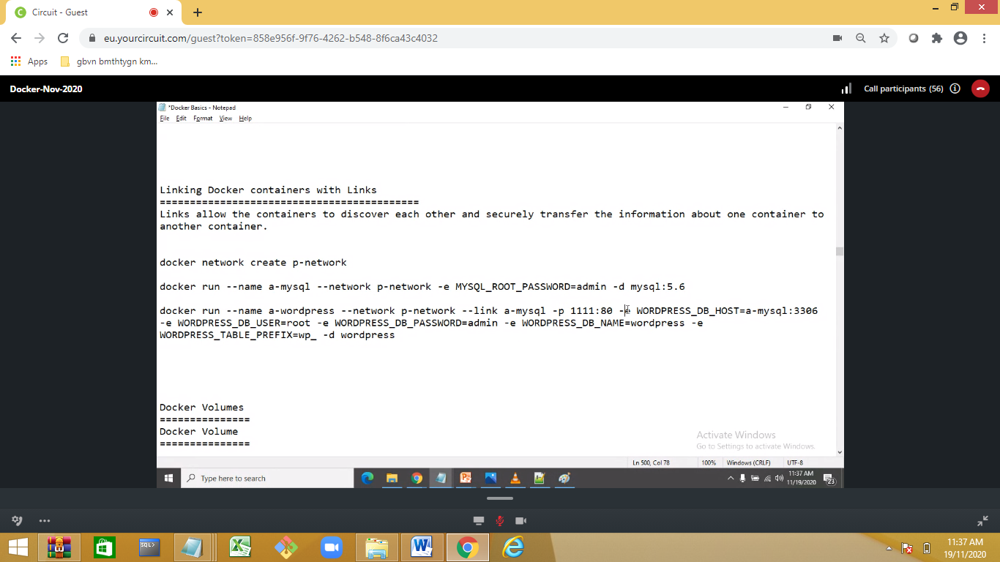 Circuit - Guest
eu.yourcircuit.com/guest?token=858e956f-9f76-4262-b548-8f6ca43c4032
Apps gbvn bmthtygn km...
Docker-Nov-2020
Call participants (56)
*Docker Basics - Notepad
File Edit Format View Help
Linking Docker containers with Links
===========================================
Links allow the containers to discover each other and securely transfer the information about one container to
another container.
docker network create p-network
docker run --name a-mysql --network p-network -e MYSQL_ROOT_PASSWORD=admin -d mysql:5.6
docker run --name a-wordpress --network p-network --link a-mysql -p 1111:80 -e WORDPRESS_DB_HOST=a-mysql:3306
-e WORDPRESS_DB_USER=root -e WORDPRESS_DB_PASSWORD=admin -e WORDPRESS_DB_NAME=wordpress -e
WORDPRESS_TABLE_PREFIX=wp_ -d wordpress
Docker Volumes
===============
Docker Volume
===============
Activate Windows
Go to Settings to activate Windows.
Ln 500, Col 78 100% Windows (CRLF) UTF-8
Type here to search
11:37 AM
11/19/2020
23
SQL>
11:37 AM
19/11/2020